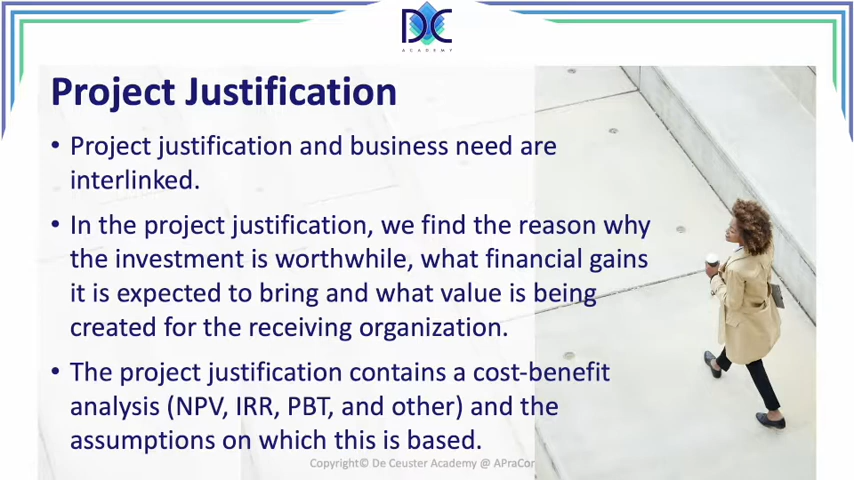 DC
ACADEMY
Project Justification
• Project justification and business need are
interlinked.
• In the project justification, we find the reason why
the investment is worthwhile, what financial gains
it is expected to bring and what value is being
created for the receiving organization.
• The project justification contains a cost-benefit
analysis (NPV, IRR, PBT, and other) and the
assumptions on which this is based.
Copyright© De Ceuster Academy @ APraCor